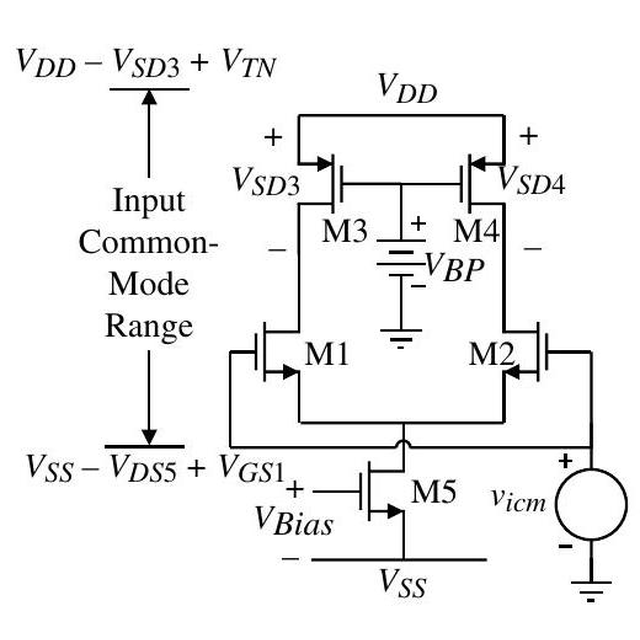 VDD − VSD3 + VTN
VDD
+
+
VSD3
VSD4
Input
Common-
Mode
Range
M3
+
M4
−
−
VBP
−
M1
M2
VSS − VDS5 + VGS1
+
VBias
−
M5
+
vicm
−
VSS